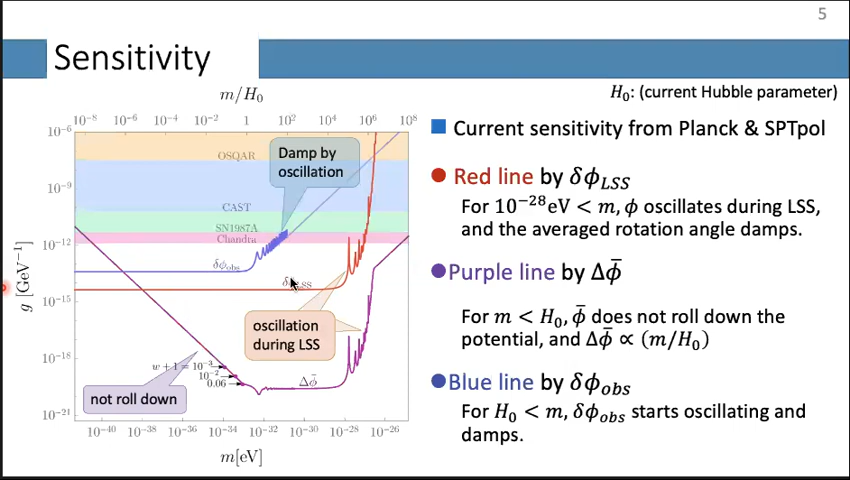 5
Sensitivity
H₀: (current Hubble parameter)
m/H₀
10⁻⁸ 10⁻⁶ 10⁻⁴ 10⁻² 1 10² 10⁴ 10⁶ 10⁸
10⁻⁶
10⁻⁹
10⁻¹²
10⁻¹⁵
10⁻¹⁸
10⁻²¹
g [GeV⁻¹]
OSQAR
CAST
SN1987A
Chandra
Damp by
oscillation
δϕobs
oscillation
during LSS
w + 1 = 10⁻³
10⁻²
0.06
Δϕ̄
not roll down
10⁻⁴⁰ 10⁻³⁸ 10⁻³⁶ 10⁻³⁴ 10⁻³² 10⁻³⁰ 10⁻²⁸ 10⁻²⁶
m[eV]
Current sensitivity from Planck & SPTpol
Red line by δϕLSS
For 10⁻²⁸eV < m, ϕ oscillates during LSS,
and the averaged rotation angle damps.
Purple line by Δϕ̄
For m < H₀, ϕ̄ does not roll down the
potential, and Δϕ̄ ∝ (m/H₀)
Blue line by δϕobs
For H₀ < m, δϕobs starts oscillating and
damps.